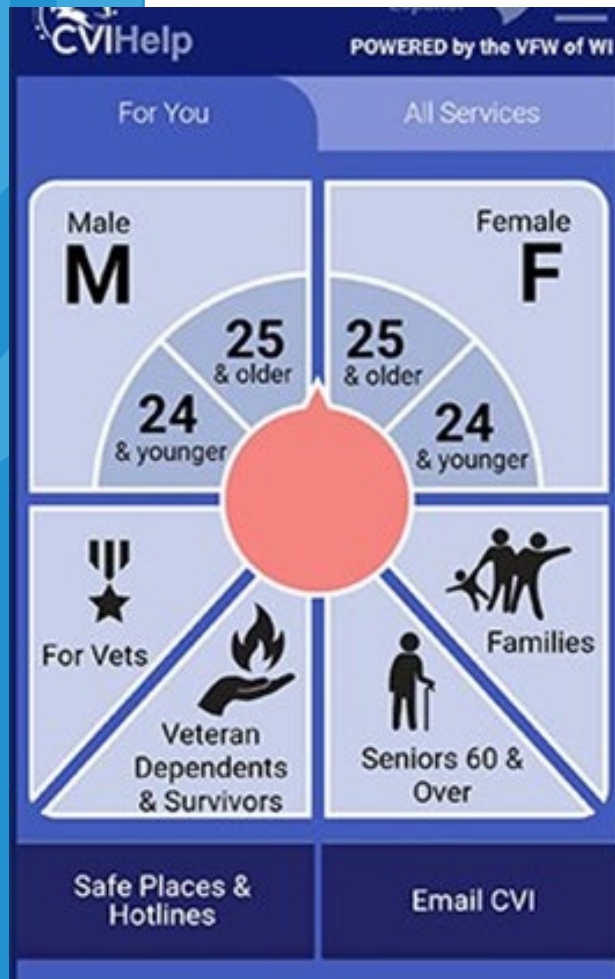 Español
CVIHelp
POWERED by the VFW of WI
For You
All Services
Male
M
Female
F
25
& older
25
& older
24
& younger
24
& younger
For Vets
Families
Veteran
Dependents
& Survivors
Seniors 60 &
Over
Safe Places &
Hotlines
Email CVI